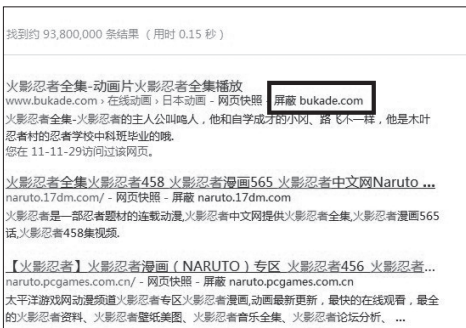 找到约 93,800,000 条结果 （用时 0.15 秒）
火影忍者全集-动画片火影忍者全集播放
www.bukade.com › 在线动画 › 日本动画 - 网页快照 - 屏蔽 bukade.com
火影忍者全集-火影忍者的主人公叫鸣人，他和自学成才的小冈、路飞不一样，他是木叶
忍者村的忍者学校中科班毕业的哦.
您在 11-11-29访问过该网页。
火影忍者全集火影忍者458 火影忍者漫画565 火影忍者中文网Naruto ...
naruto.17dm.com/ - 网页快照 - 屏蔽 naruto.17dm.com
火影忍者是一部忍者题材的连载动漫,火影忍者中文网提供火影忍者全集,火影忍者漫画565
话,火影忍者458集视频.
【火影忍者】火影忍者漫画（NARUTO）专区 火影忍者456 火影忍者...
naruto.pcgames.com.cn/ - 网页快照 - 屏蔽 naruto.pcgames.com.cn
太平洋游戏网动漫频道火影忍者专区火影忍者漫画,动画最新更新，最快的在线观看，最全
的火影忍者资料、火影忍者壁纸美图、火影忍者音乐全集、火影忍者论坛分析、 ...